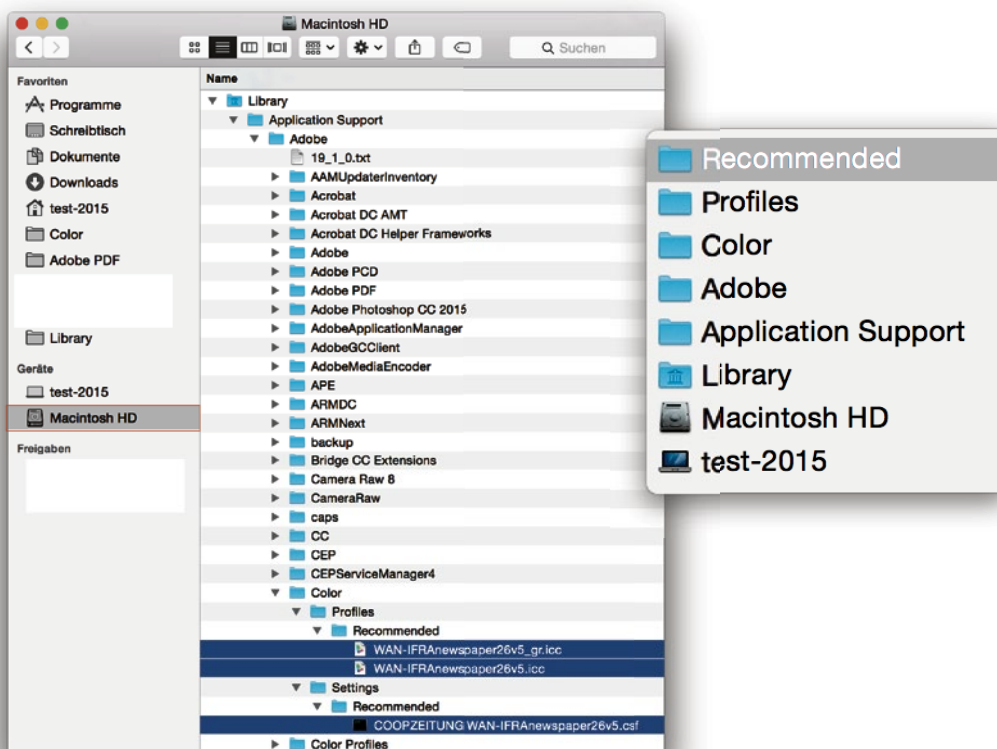 Macintosh HD
Suchen
Favoriten
Programme
Schreibtisch
Dokumente
Downloads
test-2015
Color
Adobe PDF
Library
Geräte
test-2015
Macintosh HD
Freigaben
Name
Library
Application Support
Adobe
19_1_0.txt
AAMUpdaterInventory
Acrobat
Acrobat DC AMT
Acrobat DC Helper Frameworks
Adobe
Adobe PCD
Adobe PDF
Adobe Photoshop CC 2015
AdobeApplicationManager
AdobeGCClient
AdobeMediaEncoder
APE
ARMDC
ARMNext
backup
Bridge CC Extensions
Camera Raw 8
CameraRaw
caps
CC
CEP
CEPServiceManager4
Color
Profiles
Recommended
WAN-IFRAnewspaper26v5_gr.icc
WAN-IFRAnewspaper26v5.icc
Settings
Recommended
COOPZEITUNG WAN-IFRAnewspaper26v5.csf
Color Profiles
Recommended
Profiles
Color
Adobe
Application Support
Library
Macintosh HD
test-2015